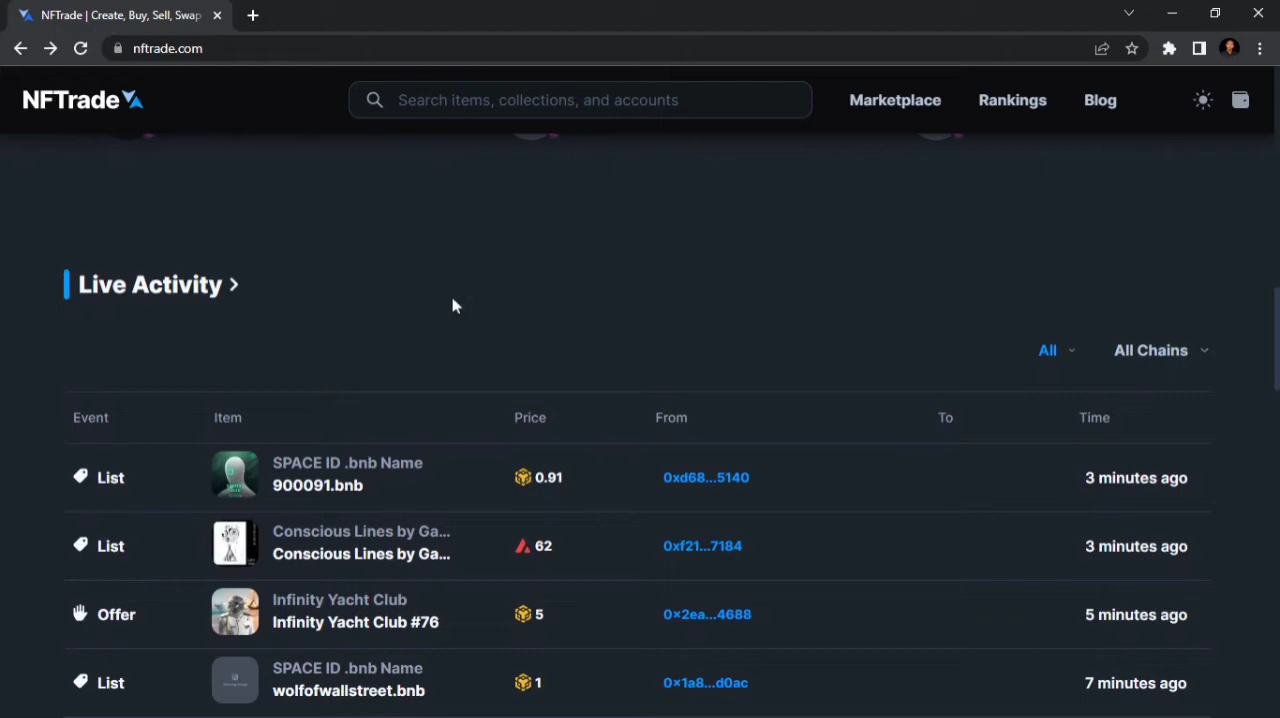 NFTrade | Create, Buy, Sell, Swap
nftrade.com
NFTrade
Search items, collections, and accounts
Marketplace
Rankings
Blog
Live Activity
All
All Chains
Event Item Price From To Time
List
SPACE ID .bnb Name
900091.bnb
0.91
0xd68...5140
3 minutes ago
List
Conscious Lines by Ga...
Conscious Lines by Ga...
62
0xf21...7184
3 minutes ago
Offer
Infinity Yacht Club
Infinity Yacht Club #76
5
0x2ea...4688
5 minutes ago
List
SPACE ID .bnb Name
wolfofwallstreet.bnb
1
0x1a8...d0ac
7 minutes ago